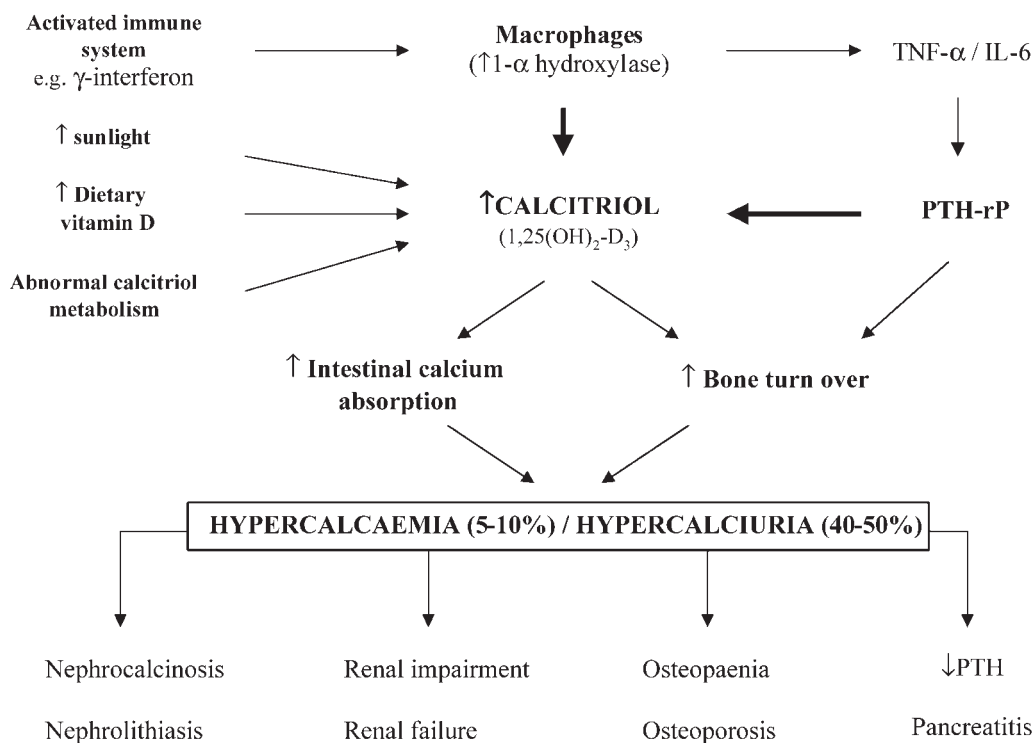 Activated immune
system
e.g. γ-interferon
Macrophages
(↑1-α hydroxylase)
TNF-α / IL-6
↑ sunlight
↑ Dietary
vitamin D
Abnormal calcitriol
metabolism
↑CALCITRIOL
(1,25(OH)₂-D₃)
PTH-rP
↑ Intestinal calcium
absorption
↑ Bone turn over
HYPERCALCAEMIA (5-10%) / HYPERCALCIURIA (40-50%)
Nephrocalcinosis
Nephrolithiasis
Renal impairment
Renal failure
Osteopaenia
Osteoporosis
↓PTH
Pancreatitis